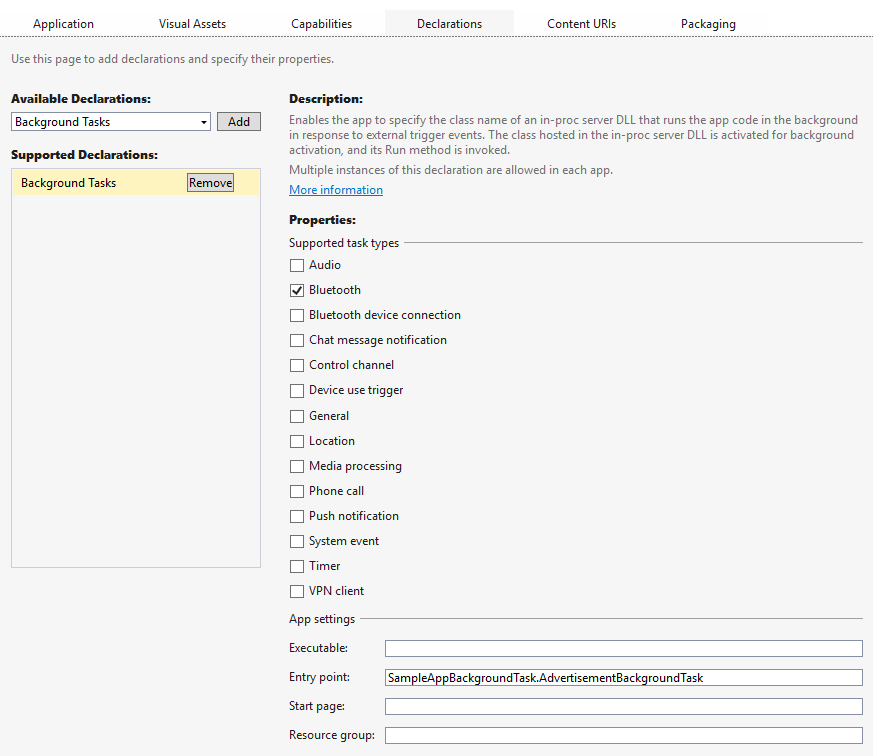 Application Visual Assets Capabilities Declarations Content URIs Packaging
Use this page to add declarations and specify their properties.
Available Declarations:
Background Tasks Add
Supported Declarations:
Background Tasks Remove
Description:
Enables the app to specify the class name of an in-proc server DLL that runs the app code in the background
in response to external trigger events. The class hosted in the in-proc server DLL is activated for background
activation, and its Run method is invoked.
Multiple instances of this declaration are allowed in each app.
More information
Properties:
Supported task types
Audio
Bluetooth
Bluetooth device connection
Chat message notification
Control channel
Device use trigger
General
Location
Media processing
Phone call
Push notification
System event
Timer
VPN client
App settings
Executable:
Entry point: SampleAppBackgroundTask.AdvertisementBackgroundTask
Start page:
Resource group: